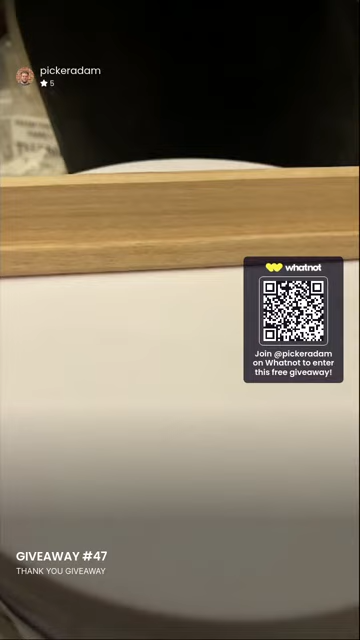 pickeradam
★ 5
whatnot
Join @pickeradam
on Whatnot to enter
this free giveaway!
GIVEAWAY #47
THANK YOU GIVEAWAY